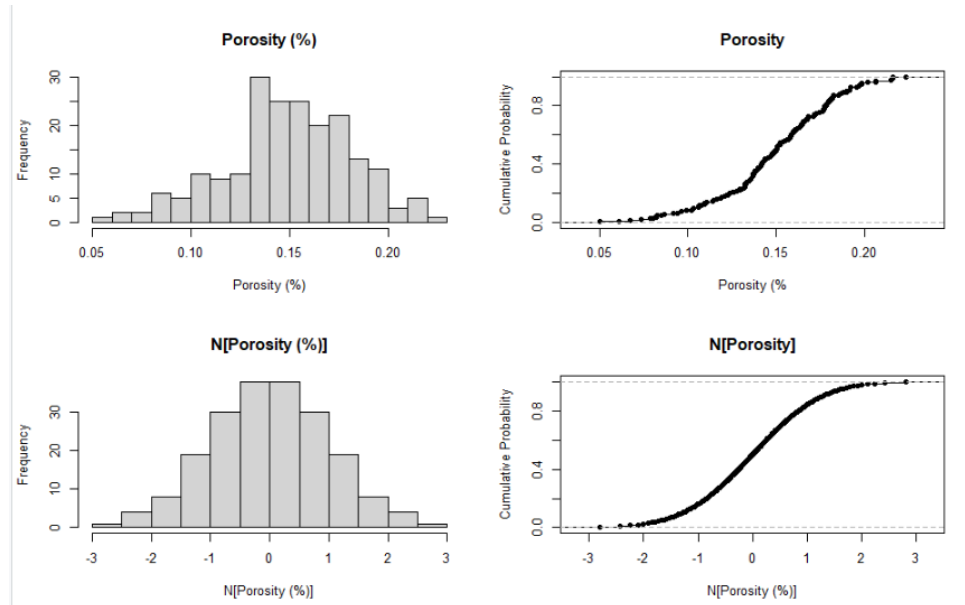 Porosity (%)
Frequency
0 5 10 20 30
0.05 0.10 0.15 0.20
Porosity (%)
Porosity
Cumulative Probability
0.0 0.4 0.8
0.05 0.10 0.15 0.20
Porosity (%
N[Porosity (%)]
Frequency
0 10 20 30
-3 -2 -1 0 1 2 3
N[Porosity (%)]
N[Porosity]
Cumulative Probability
0.0 0.4 0.8
-3 -2 -1 0 1 2 3
N[Porosity (%)]